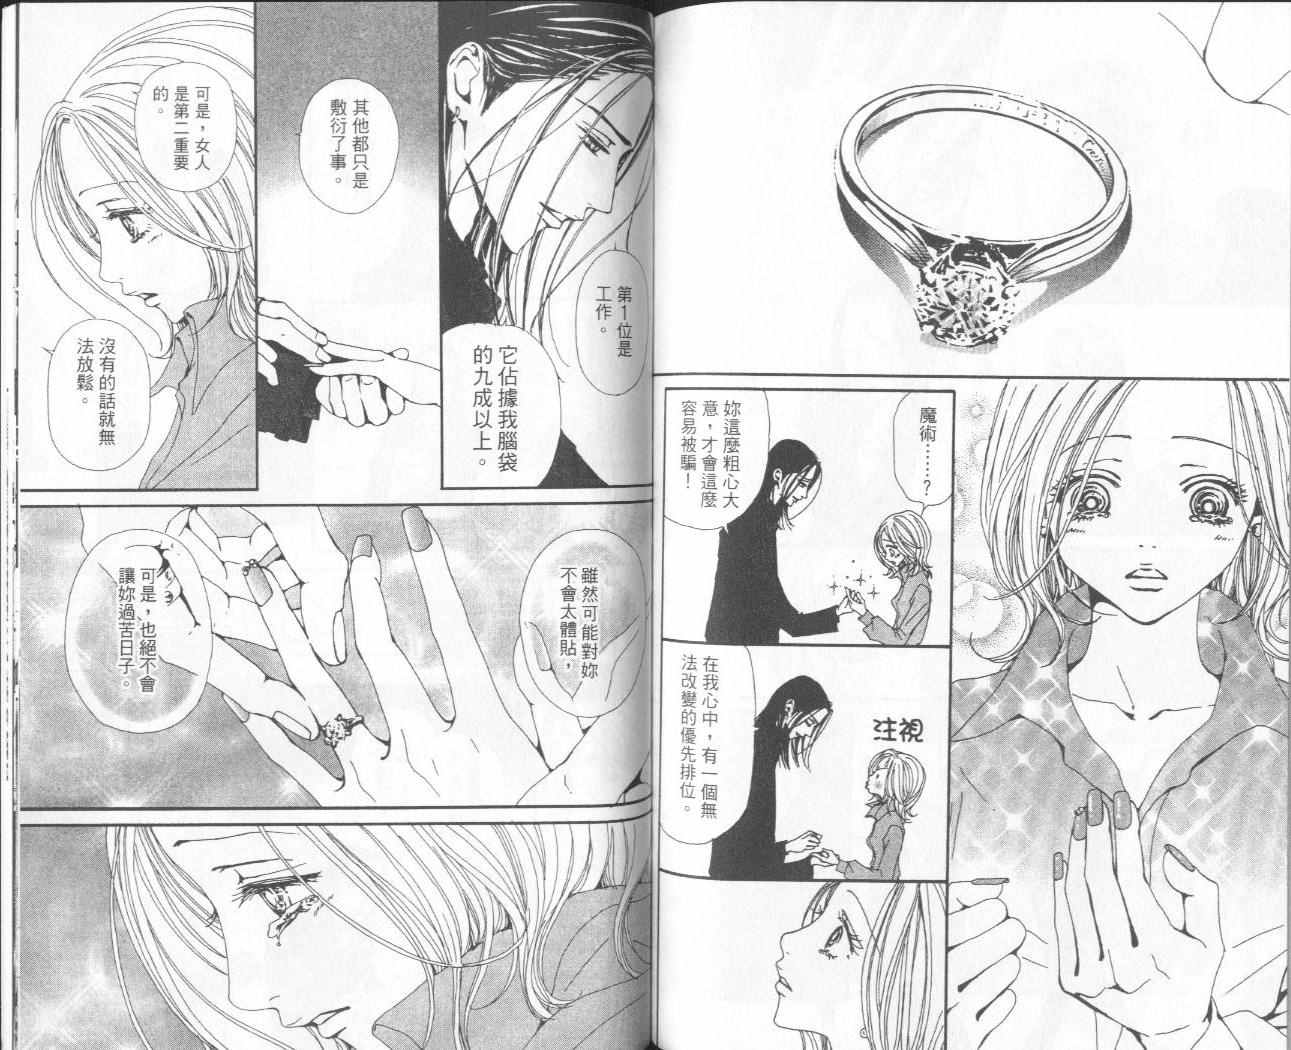 魔術……？
妳這麼粗心大
意，才會這麼
容易被騙！
注視
在我心中，有一個無
法改變的優先排位。
第1位是
工作。
它佔據我腦袋
的九成以上。
其他都只是
敷衍了事。
可是，女人
是第二重要
的。
沒有的話就無
法放鬆。
雖然可能對妳
不會太體貼，
可是，也絕不會
讓妳過苦日子。